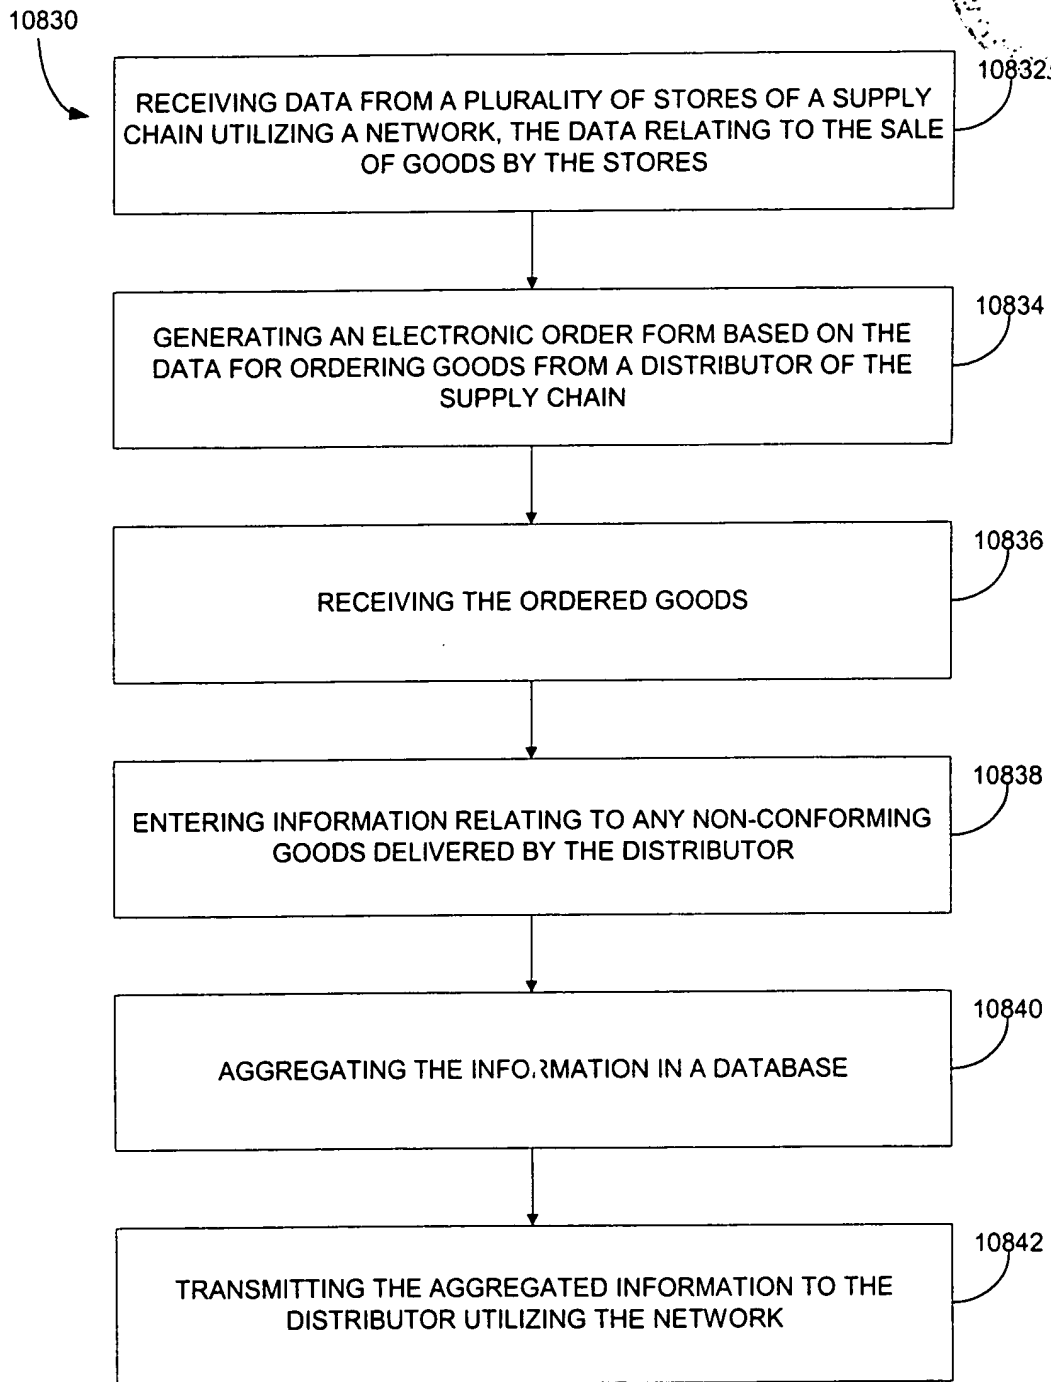 10830
10832
RECEIVING DATA FROM A PLURALITY OF STORES OF A SUPPLY
CHAIN UTILIZING A NETWORK, THE DATA RELATING TO THE SALE
OF GOODS BY THE STORES
10834
GENERATING AN ELECTRONIC ORDER FORM BASED ON THE
DATA FOR ORDERING GOODS FROM A DISTRIBUTOR OF THE
SUPPLY CHAIN
10836
RECEIVING THE ORDERED GOODS
10838
ENTERING INFORMATION RELATING TO ANY NON-CONFORMING
GOODS DELIVERED BY THE DISTRIBUTOR
10840
AGGREGATING THE INFORMATION IN A DATABASE
10842
TRANSMITTING THE AGGREGATED INFORMATION TO THE
DISTRIBUTOR UTILIZING THE NETWORK